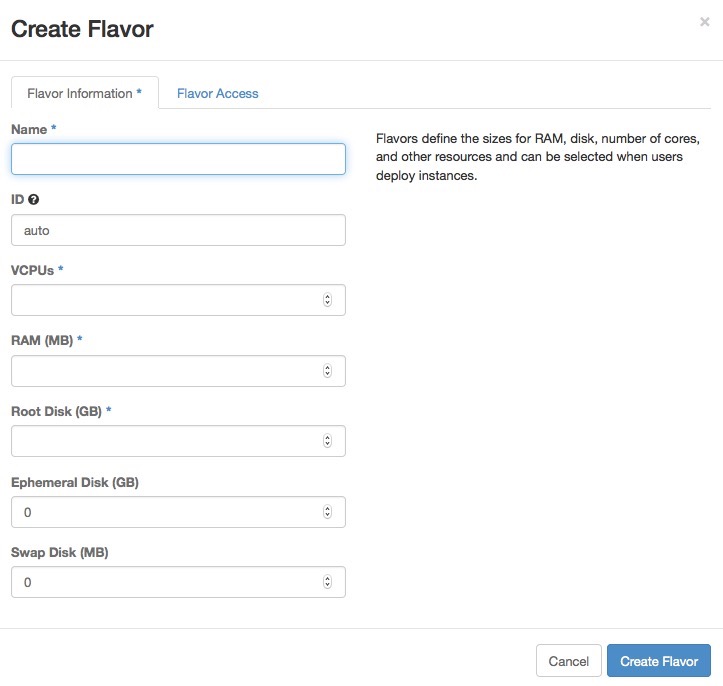 Create Flavor
×
Flavor Information *
Flavor Access
Name *
Flavors define the sizes for RAM, disk, number of cores,
and other resources and can be selected when users
deploy instances.
ID ?
auto
VCPUs *
RAM (MB) *
Root Disk (GB) *
Ephemeral Disk (GB)
0
Swap Disk (MB)
0
Cancel
Create Flavor